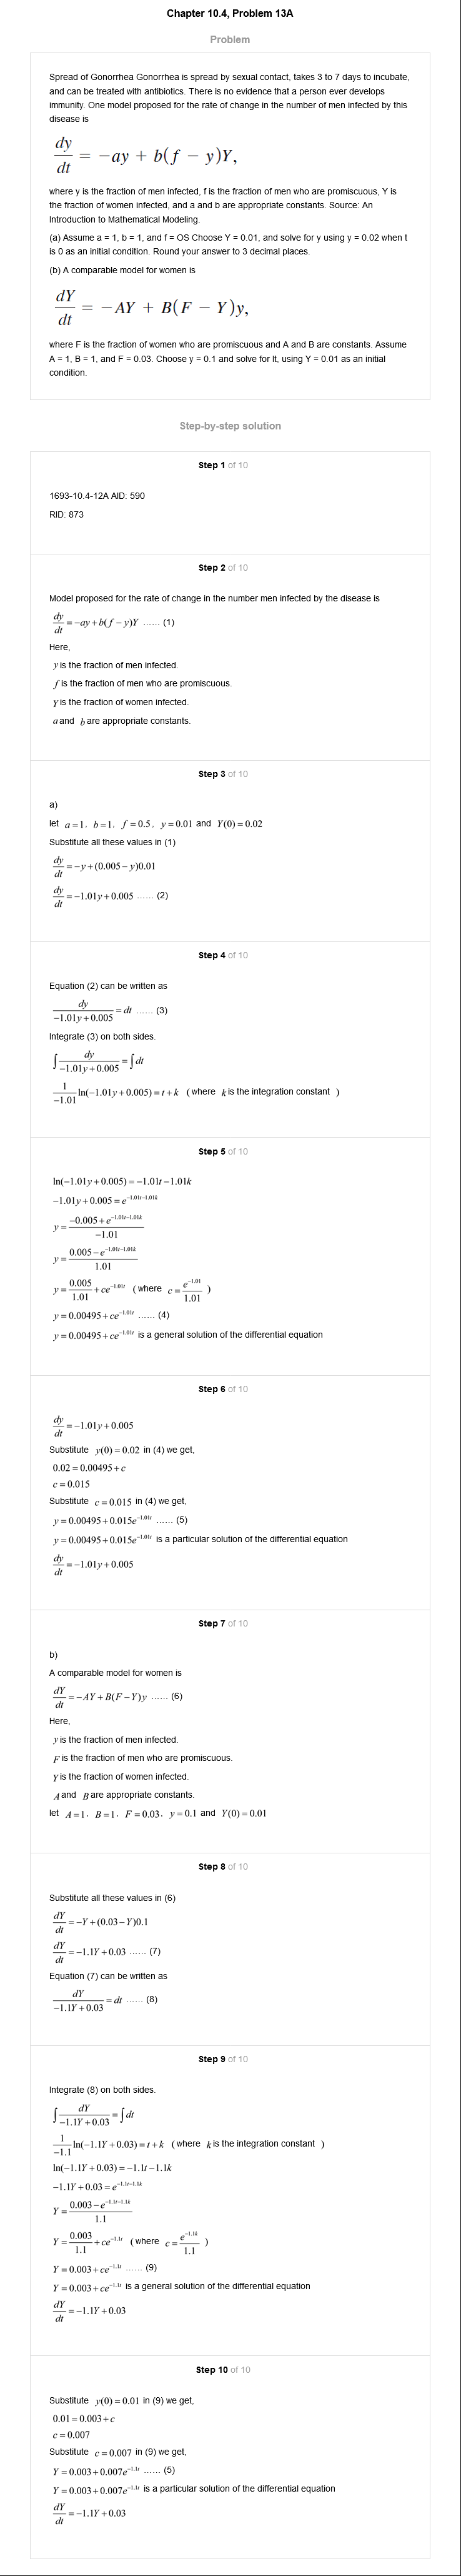 Chapter 10.4, Problem 13A
Problem
Spread of Gonorrhea Gonorrhea is spread by sexual contact, takes 3 to 7 days to incubate,
and can be treated with antibiotics. There is no evidence that a person ever develops
immunity. One model proposed for the rate of change in the number of men infected by this
disease is
dy/dt = −ay + b(f − y)Y,
where y is the fraction of men infected, f is the fraction of men who are promiscuous, Y is
the fraction of women infected, and a and b are appropriate constants. Source: An
Introduction to Mathematical Modeling.
(a) Assume a = 1, b = 1, and f = OS Choose Y = 0.01, and solve for y using y = 0.02 when t
is 0 as an initial condition. Round your answer to 3 decimal places.
(b) A comparable model for women is
dY/dt = −AY + B(F − Y)y,
where F is the fraction of women who are promiscuous and A and B are constants. Assume
A = 1, B = 1, and F = 0.03. Choose y = 0.1 and solve for lt, using Y = 0.01 as an initial
condition.
Step-by-step solution
Step 1 of 10
1693-10.4-12A AID: 590
RID: 873
Step 2 of 10
Model proposed for the rate of change in the number men infected by the disease is
dy/dt = −ay + b(f − y)Y ...... (1)
Here,
y is the fraction of men infected.
f is the fraction of men who are promiscuous.
Y is the fraction of women infected.
a and b are appropriate constants.
Step 3 of 10
a)
let a = 1, b = 1, f = 0.5, y = 0.01 and Y(0) = 0.02
Substitute all these values in (1)
dy/dt = −y + (0.005 − y)0.01
dy/dt = −1.01y + 0.005 ...... (2)
Step 4 of 10
Equation (2) can be written as
dy/(−1.01y + 0.005) = dt ...... (3)
Integrate (3) on both sides.
∫ dy/(−1.01y + 0.005) = ∫ dt
1/−1.01 ln(−1.01y + 0.005) = t + k (where k is the integration constant )
Step 5 of 10
ln(−1.01y + 0.005) = −1.01t − 1.01k
−1.01y + 0.005 = e^(−1.01t−1.01k)
y = (−0.005 + e^(−1.01t−1.01k))/−1.01
y = (0.005 − e^(−1.01t−1.01k))/1.01
y = 0.005/1.01 + ce^(−1.01t) (where c = e^(−1.01)/1.01 )
y = 0.00495 + ce^(−1.01t) ...... (4)
y = 0.00495 + ce^(−1.01t) is a general solution of the differential equation
Step 6 of 10
dy/dt = −1.01y + 0.005
Substitute y(0) = 0.02 in (4) we get,
0.02 = 0.00495 + c
c = 0.015
Substitute c = 0.015 in (4) we get,
y = 0.00495 + 0.015e^(−1.01t) ...... (5)
y = 0.00495 + 0.015e^(−1.01t) is a particular solution of the differential equation
dy/dt = −1.01y + 0.005
Step 7 of 10
b)
A comparable model for women is
dY/dt = −AY + B(F − Y)y ...... (6)
Here,
y is the fraction of men infected.
F is the fraction of men who are promiscuous.
Y is the fraction of women infected.
A and B are appropriate constants.
let A = 1, B = 1, F = 0.03, y = 0.1 and Y(0) = 0.01
Step 8 of 10
Substitute all these values in (6)
dY/dt = −Y + (0.03 − Y)0.1
dY/dt = −1.1Y + 0.03 ...... (7)
Equation (7) can be written as
dY/(−1.1Y + 0.03) = dt ...... (8)
Step 9 of 10
Integrate (8) on both sides.
∫ dY/(−1.1Y + 0.03) = ∫ dt
1/−1.1 ln(−1.1Y + 0.03) = t + k (where k is the integration constant )
ln(−1.1Y + 0.03) = −1.1t − 1.1k
−1.1Y + 0.03 = e^(−1.1t−1.1k)
Y = (0.003 − e^(−1.1t−1.1k))/1.1
Y = 0.003/1.1 + ce^(−1.1t) (where c = e^(−1.1k)/1.1 )
Y = 0.003 + ce^(−1.1t) ...... (9)
Y = 0.003 + ce^(−1.1t) is a general solution of the differential equation
dY/dt = −1.1Y + 0.03
Step 10 of 10
Substitute y(0) = 0.01 in (9) we get,
0.01 = 0.003 + c
c = 0.007
Substitute c = 0.007 in (9) we get,
Y = 0.003 + 0.007e^(−1.1t) ...... (5)
Y = 0.003 + 0.007e^(−1.1t) is a particular solution of the differential equation
dY/dt = −1.1Y + 0.03